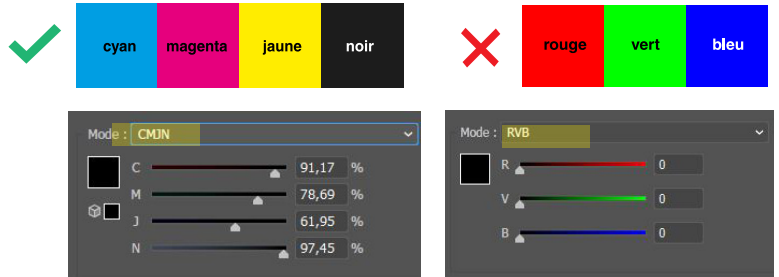 cyan magenta jaune noir
rouge vert bleu
Mode : CMJN
C 91,17 %
M 78,69 %
J 61,95 %
N 97,45 %
Mode : RVB
R 0
V 0
B 0